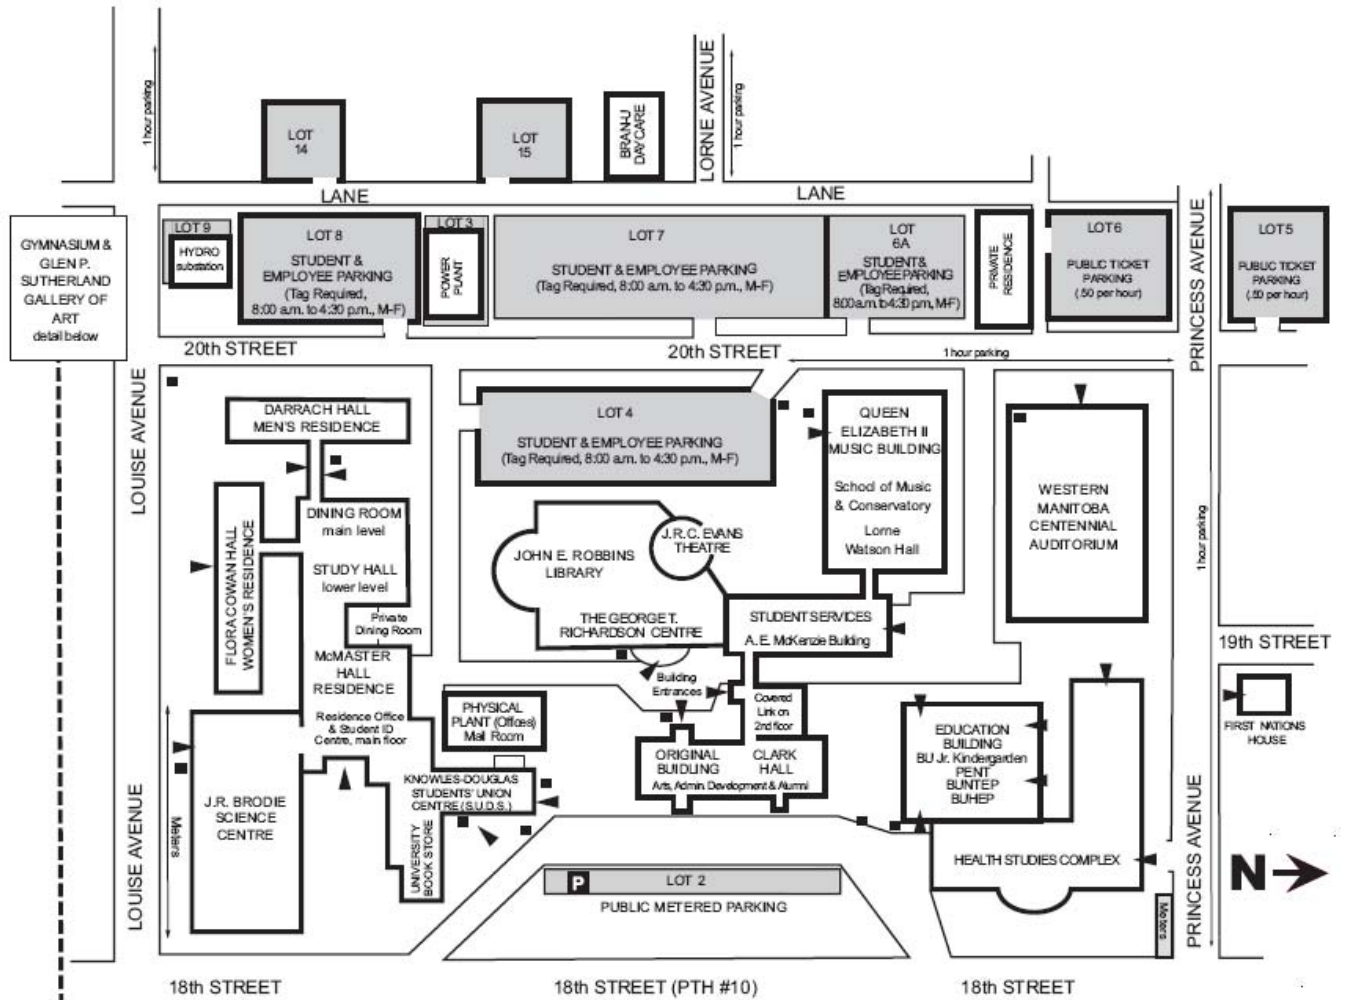 1 hour parking
LOT
14
LOT
15
BRAN-U
DAYCARE
LORNE AVENUE
1 hour parking
LANE
LANE
GYMNASIUM &
GLEN P.
SUTHERLAND
GALLERY OF
ART
detail below
LOT 9
HYDRO
substation
LOT 8
STUDENT &
EMPLOYEE PARKING
(Tag Required,
8:00 a.m. to 4:30 p.m., M-F)
LOT 3
POWER
PLANT
LOT 7
STUDENT & EMPLOYEE PARKING
(Tag Required, 8:00 a.m. to 4:30 p.m., M-F)
LOT
6A
STUDENT &
EMPLOYEE PARKING
(Tag Required,
8:00 a.m. to 4:30 p.m., M-F)
PRIVATE
RESIDENCE
LOT 6
PUBLIC TICKET
PARKING
(.50 per hour)
PRINCESS AVENUE
LOT 5
PUBLIC TICKET
PARKING
(.50 per hour)
20th STREET
20th STREET
1 hour parking
LOUISE AVENUE
DARRACH HALL
MEN'S RESIDENCE
LOT 4
STUDENT & EMPLOYEE PARKING
(Tag Required, 8:00 a.m. to 4:30 p.m., M-F)
QUEEN
ELIZABETH II
MUSIC BUILDING
School of Music
& Conservatory
Lorne
Watson Hall
WESTERN
MANITOBA
CENTENNIAL
AUDITORIUM
1 hour parking
FLORA COWAN HALL
WOMEN'S RESIDENCE
DINING ROOM
main level
STUDY HALL
lower level
Private
Dining Room
JOHN E. ROBBINS
LIBRARY
J.R.C. EVANS
THEATRE
THE GEORGE T.
RICHARDSON CENTRE
STUDENT SERVICES
A. E. McKenzie Building
19th STREET
McMASTER
HALL
RESIDENCE
Residence Office
& Student ID
Centre, main floor
Building
Entrances
Covered
Link on
2nd floor
PHYSICAL
PLANT (Offices)
Mail Room
ORIGINAL
BUIDLING
CLARK
HALL
Arts, Admin. Development & Alumni
EDUCATION
BUILDING
BU Jr. Kindergarden
PENT
BUNTEP
BUHEP
FIRST NATIONS
HOUSE
LOUISE AVENUE
Meters
J.R. BRODIE
SCIENCE
CENTRE
KNOWLES-DOUGLAS
STUDENTS' UNION
CENTRE (S.U.D.S.)
UNIVERSITY
BOOK STORE
HEALTH STUDIES COMPLEX
PRINCESS AVENUE
Meters
N
P
LOT 2
PUBLIC METERED PARKING
18th STREET
18th STREET (PTH #10)
18th STREET